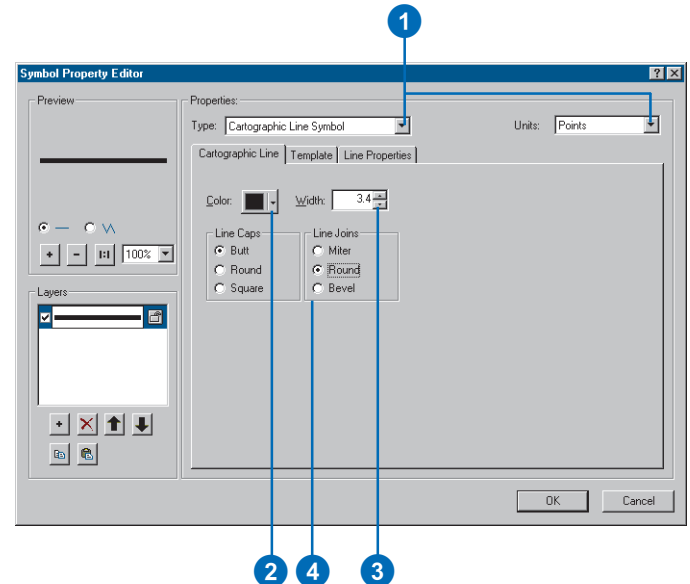 1
Symbol Property Editor
Preview
Properties:
Type: Cartographic Line Symbol Units: Points
Cartographic Line Template Line Properties
Color: Width: 3.4
Line Caps Line Joins
Butt Miter
Round Round
Square Bevel
+ - 1:1 100%
Layers
+
OK Cancel
2 4 3